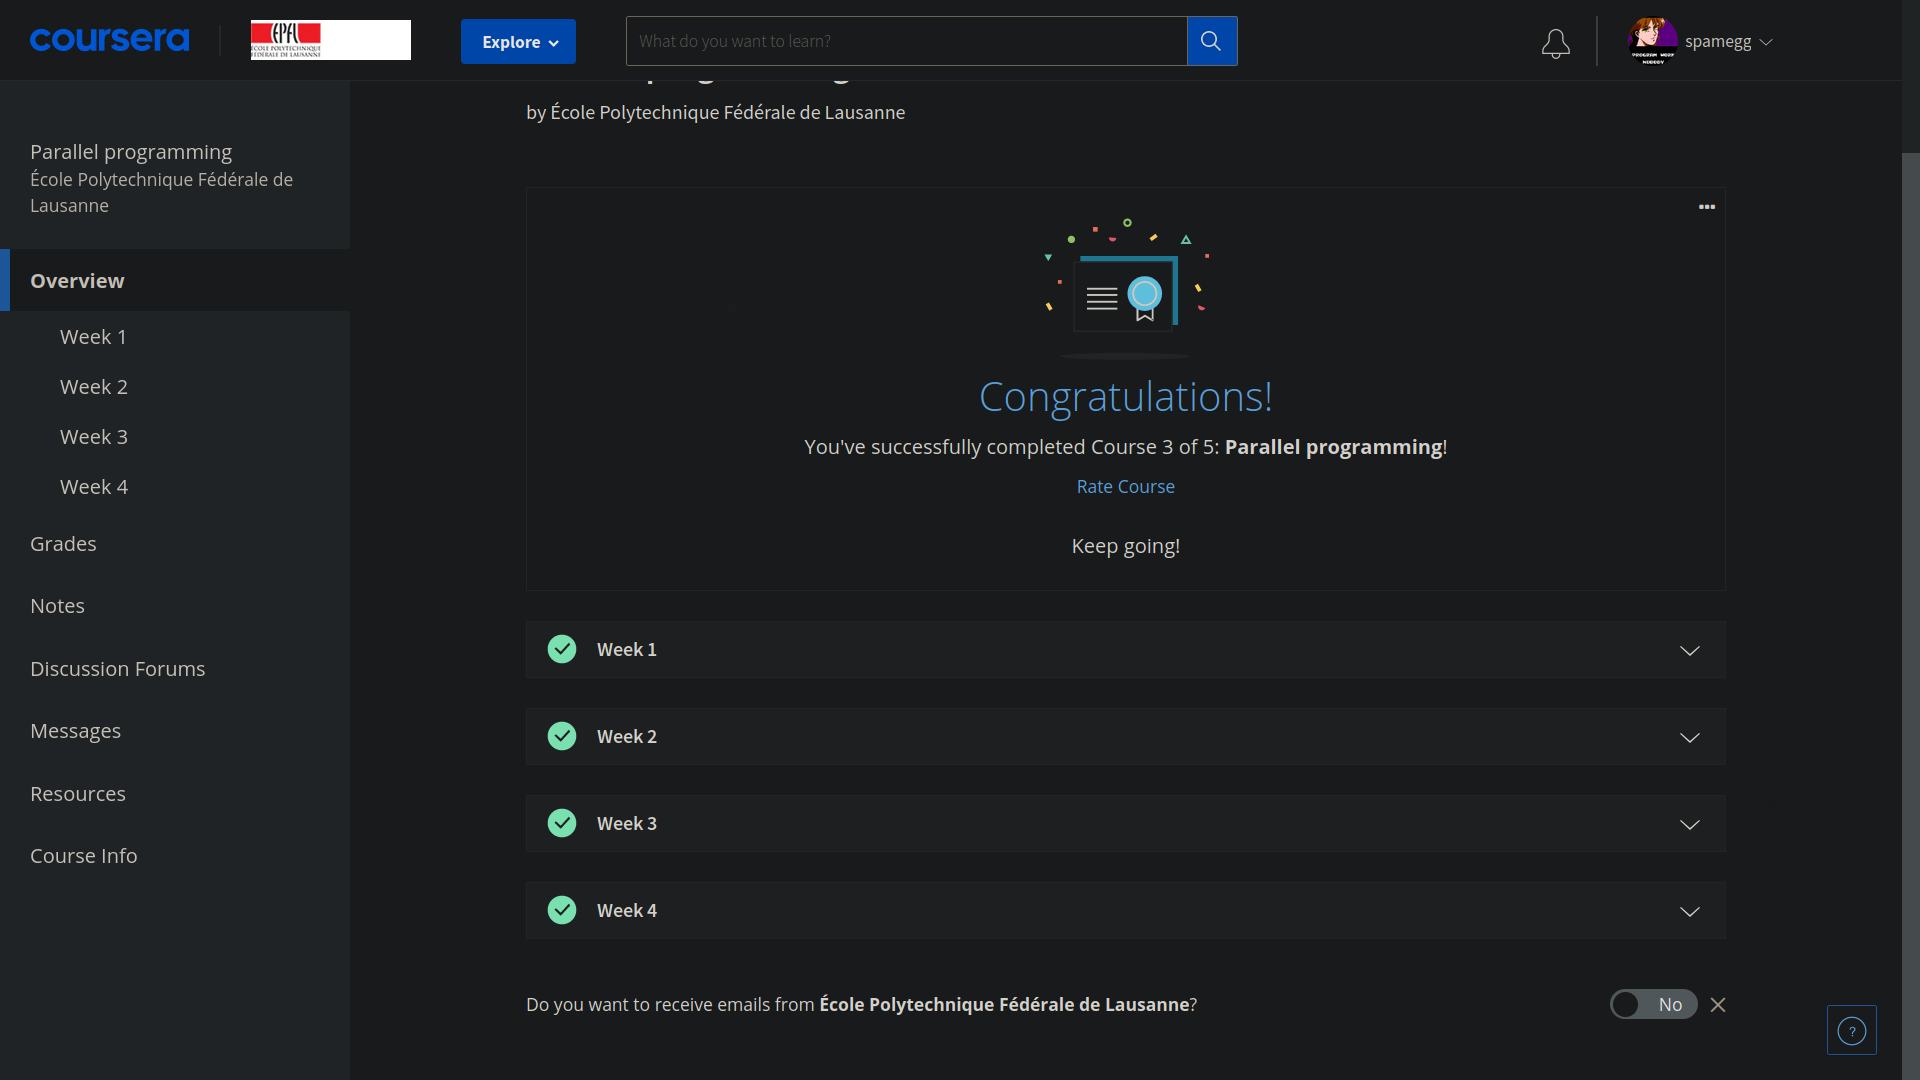 coursera
EPFL
ÉCOLE POLYTECHNIQUE
FÉDÉRALE DE LAUSANNE
Explore
What do you want to learn?
PROGRAM WORK
NOBODY
spamegg
by École Polytechnique Fédérale de Lausanne
Parallel programming
École Polytechnique Fédérale de
Lausanne
Overview
Week 1
Week 2
Week 3
Week 4
Grades
Notes
Discussion Forums
Messages
Resources
Course Info
Congratulations!
You've successfully completed Course 3 of 5: Parallel programming!
Rate Course
Keep going!
Week 1
Week 2
Week 3
Week 4
Do you want to receive emails from École Polytechnique Fédérale de Lausanne?
No
?